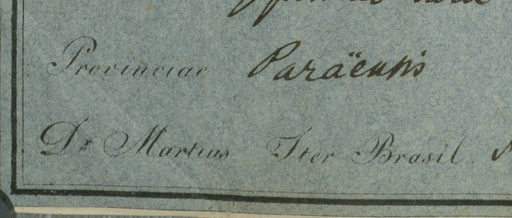 Provinciae Paraënsis
Dr Martius Iter Brasil.